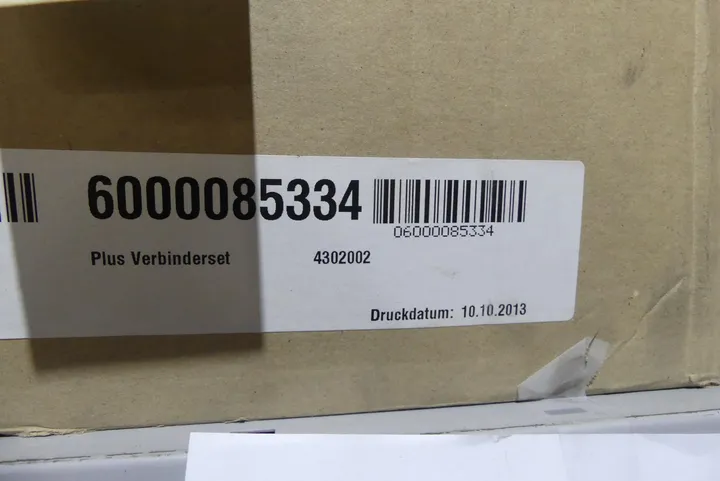 6000085334
06000085334
Plus Verbinderset 4302002
Druckdatum: 10.10.2013